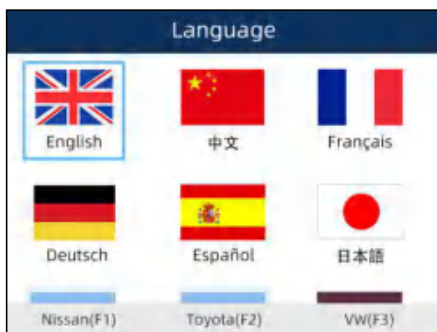 Language
English 中文 Français
Deutsch Español 日本語
Nissan(F1) Toyota(F2) VW(F3)